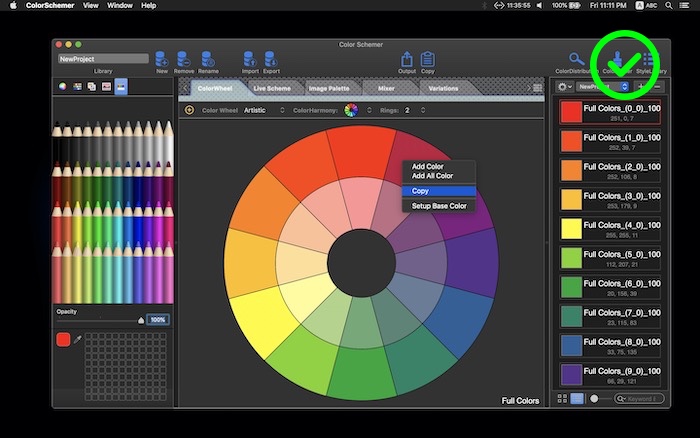 ColorSchemer View Window Help
11:35:55 100% Fri 11:11 PM ABC
Color Schemer
NewProject
Library New Remove Rename Import Export Output Copy
ColorDistribution StyleLibrary
ColorWheel Live Scheme Image Palette Mixer Variations
NewProject
Color Wheel Artistic ColorHarmony: Rings: 2
Full Colors_(0_0)_100
251, 0, 7
Full Colors_(1_0)_100
252, 39, 7
Full Colors_(2_0)_100
252, 108, 8
Full Colors_(3_0)_100
253, 179, 9
Full Colors_(4_0)_100
255, 255, 11
Full Colors_(5_0)_100
112, 207, 21
Full Colors_(6_0)_100
20, 158, 39
Full Colors_(7_0)_100
23, 115, 63
Full Colors_(8_0)_100
33, 75, 135
Full Colors_(9_0)_100
66, 29, 121
Add Color
Add All Color
Copy
Setup Base Color
Opacity
100%
Full Colors
Keyword